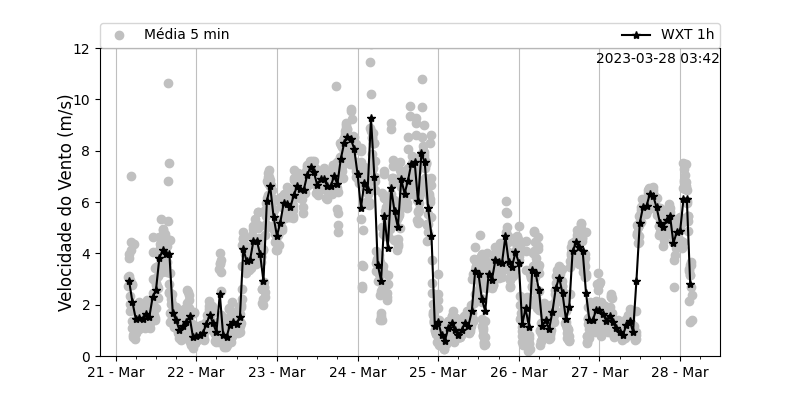 Média 5 min
WXT 1h
2023-03-28 03:42
Velocidade do Vento (m/s)
12
10
8
6
4
2
0
21 - Mar
22 - Mar
23 - Mar
24 - Mar
25 - Mar
26 - Mar
27 - Mar
28 - Mar